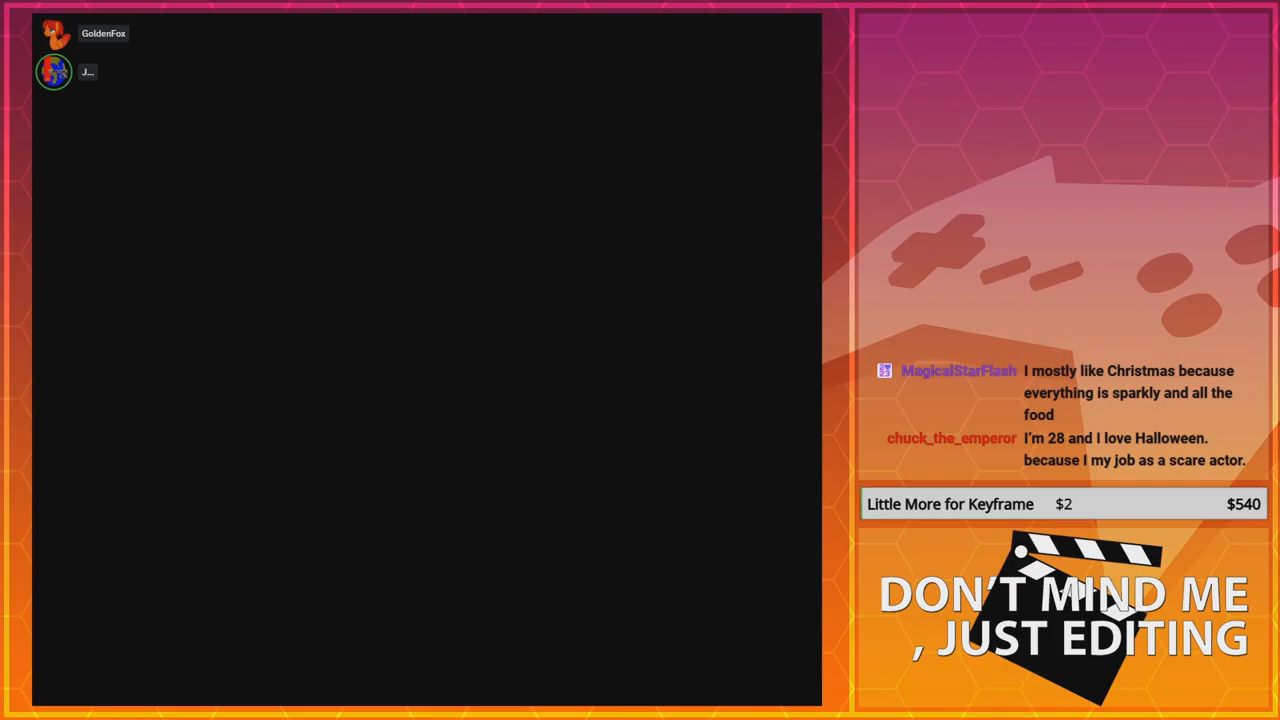 GoldenFox
J...
MagicalStarFlash I mostly like Christmas because
everything is sparkly and all the
food
chuck_the_emperor I'm 28 and I love Halloween.
because I my job as a scare actor.
Little More for Keyframe $2 $540
DON'T MIND ME
, JUST EDITING